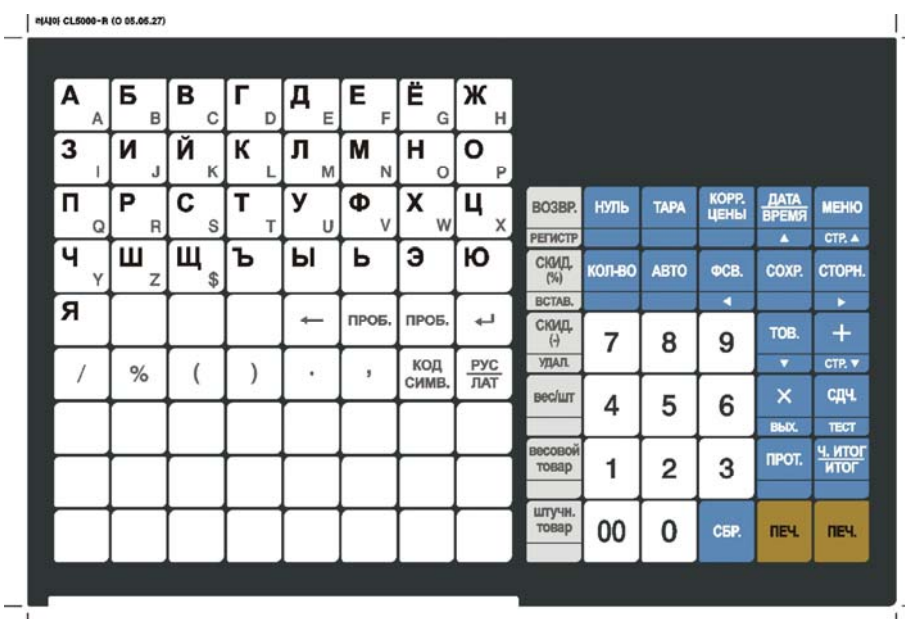 러시아 CL5000-R (O 05.05.27)
А A Б B В C Г D Д E Е F Ё G Ж H
З I И J Й K К L Л M М N Н O О P
П Q Р R С S Т T У U Ф V Х W Ц X
Ч Y Ш Z Щ $ Ъ Ы Ь Э Ю
Я ← ПРОБ. ПРОБ. ↵
/ % ( ) . , КОД СИМВ. РУС ЛАТ
ВОЗВР. НУЛЬ ТАРА КОРР. ЦЕНЫ ДАТА ВРЕМЯ МЕНЮ
РЕГИСТР ▲ СТР. ▲
СКИД. (%) КОЛ-ВО АВТО ФСВ. СОХР. СТОРН.
ВСТАВ. ◀ ▶
СКИД. (-) 7 8 9 ТОВ. +
УДАЛ. ▼ СТР. ▼
вес/шт 4 5 6 × СДЧ.
ВЫХ. ТЕСТ
весовой товар 1 2 3 ПРОТ. Ч. ИТОГ ИТОГ
штучн. товар 00 0 СБР. ПЕЧ. ПЕЧ.